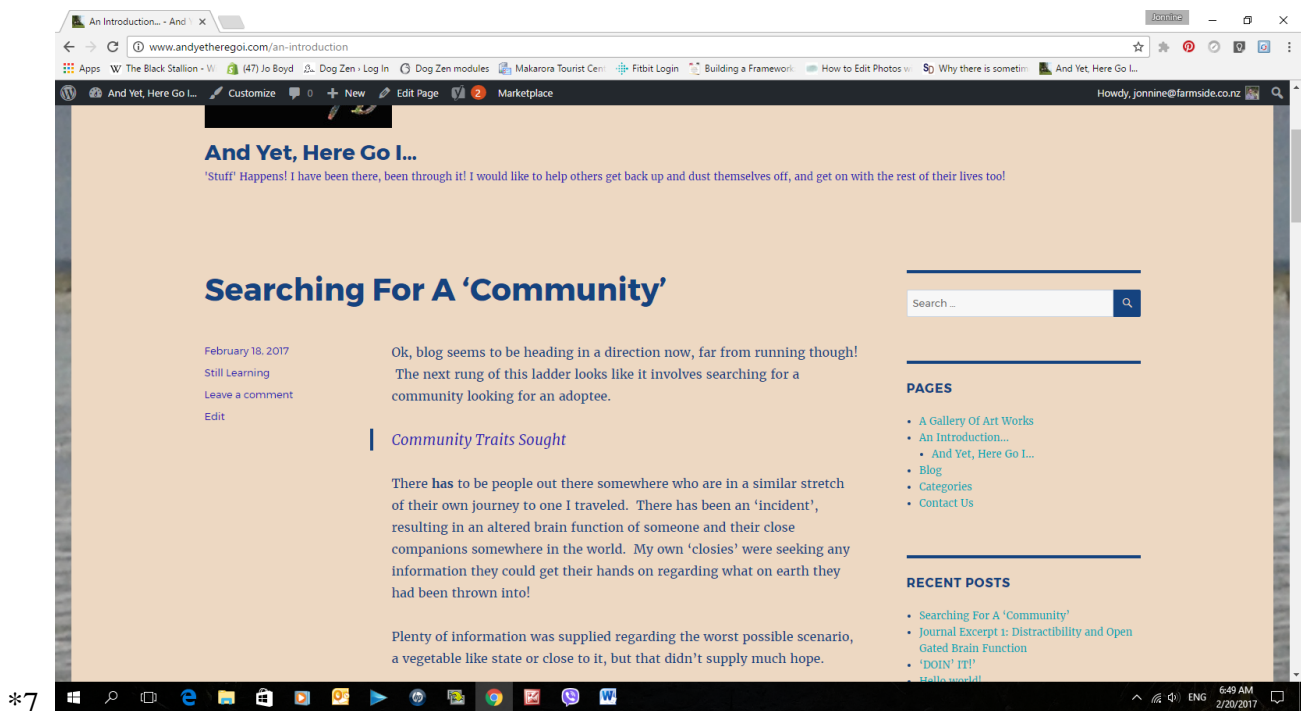 An Introduction... - And Y
Jonnine
www.andyetheregoi.com/an-introduction
Apps W The Black Stallion - W (47) Jo Boyd Dog Zen › Log In Dog Zen modules Makarora Tourist Cen Fitbit Login Building a Framework How to Edit Photos w SD Why there is sometim And Yet, Here Go I...
And Yet, Here Go I... Customize 0 + New Edit Page 2 Marketplace Howdy, jonnine@farmside.co.nz
And Yet, Here Go I...
'Stuff' Happens! I have been there, been through it! I would like to help others get back up and dust themselves off, and get on with the rest of their lives too!
Searching For A ‘Community’
February 18, 2017
Still Learning
Leave a comment
Edit
Ok, blog seems to be heading in a direction now, far from running though!
The next rung of this ladder looks like it involves searching for a
community looking for an adoptee.
Community Traits Sought
There has to be people out there somewhere who are in a similar stretch
of their own journey to one I traveled. There has been an ‘incident’,
resulting in an altered brain function of someone and their close
companions somewhere in the world. My own ‘closies’ were seeking any
information they could get their hands on regarding what on earth they
had been thrown into!
Plenty of information was supplied regarding the worst possible scenario,
a vegetable like state or close to it, but that didn’t supply much hope.
Search ...
PAGES
A Gallery Of Art Works
An Introduction...
And Yet, Here Go I...
Blog
Categories
Contact Us
RECENT POSTS
Searching For A ‘Community’
Journal Excerpt 1: Distractibility and Open
Gated Brain Function
‘DOIN’ IT!’
Hello world!
*7
ENG
6:49 AM
2/20/2017